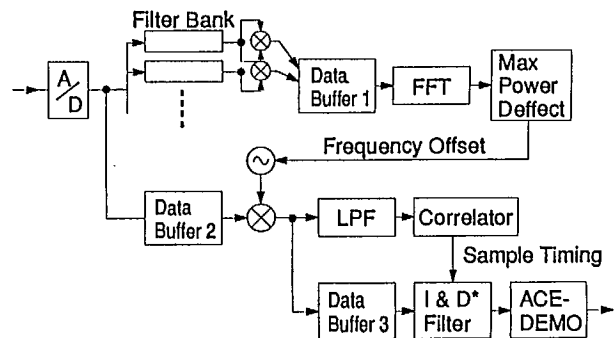 Filter Bank
A/D
Data
Buffer 1
FFT
Max
Power
Deffect
Frequency Offset
Data
Buffer 2
LPF
Correlator
Sample Timing
Data
Buffer 3
I & D*
Filter
ACE-
DEMO